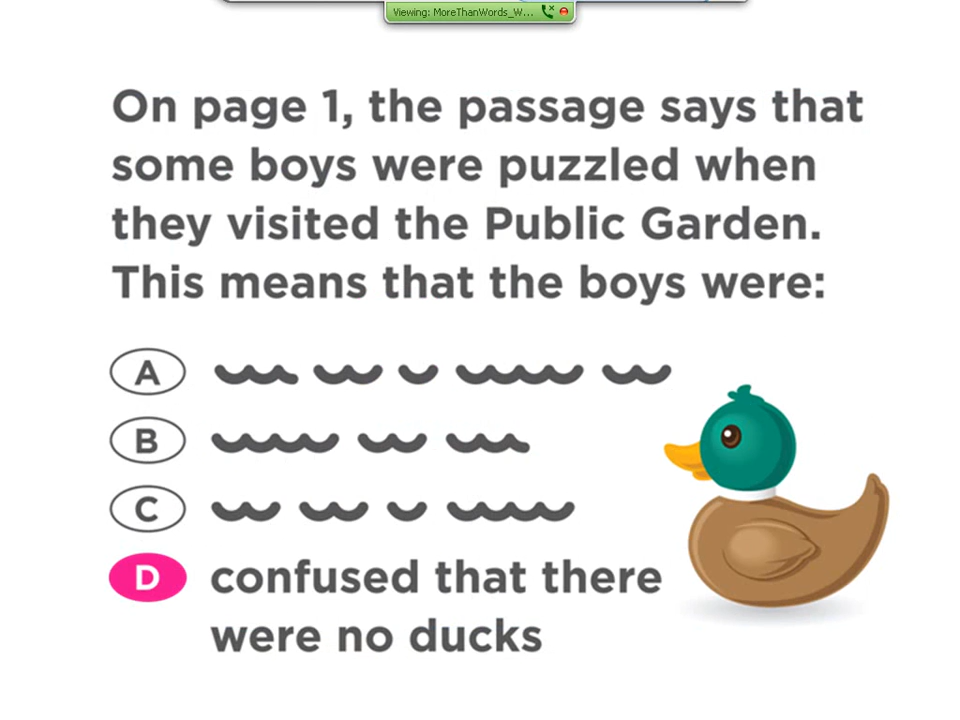 Viewing: MoreThanWords_W...
On page 1, the passage says that
some boys were puzzled when
they visited the Public Garden.
This means that the boys were:
A
B
C
D confused that there
were no ducks